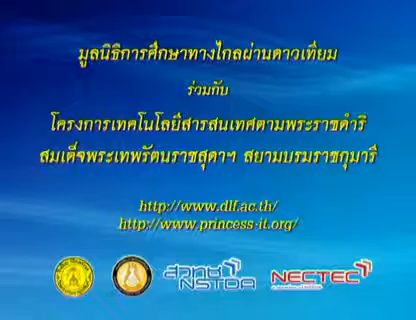 มูลนิธิการศึกษาทางไกลผ่านดาวเทียม
ร่วมกับ
โครงการเทคโนโลยีสารสนเทศตามพระราชดำริ
สมเด็จพระเทพรัตนราชสุดาฯ สยามบรมราชกุมารี
http://www.dlf.ac.th/
http://www.princess-it.org/
สวทช
NSTDA
NECTEC